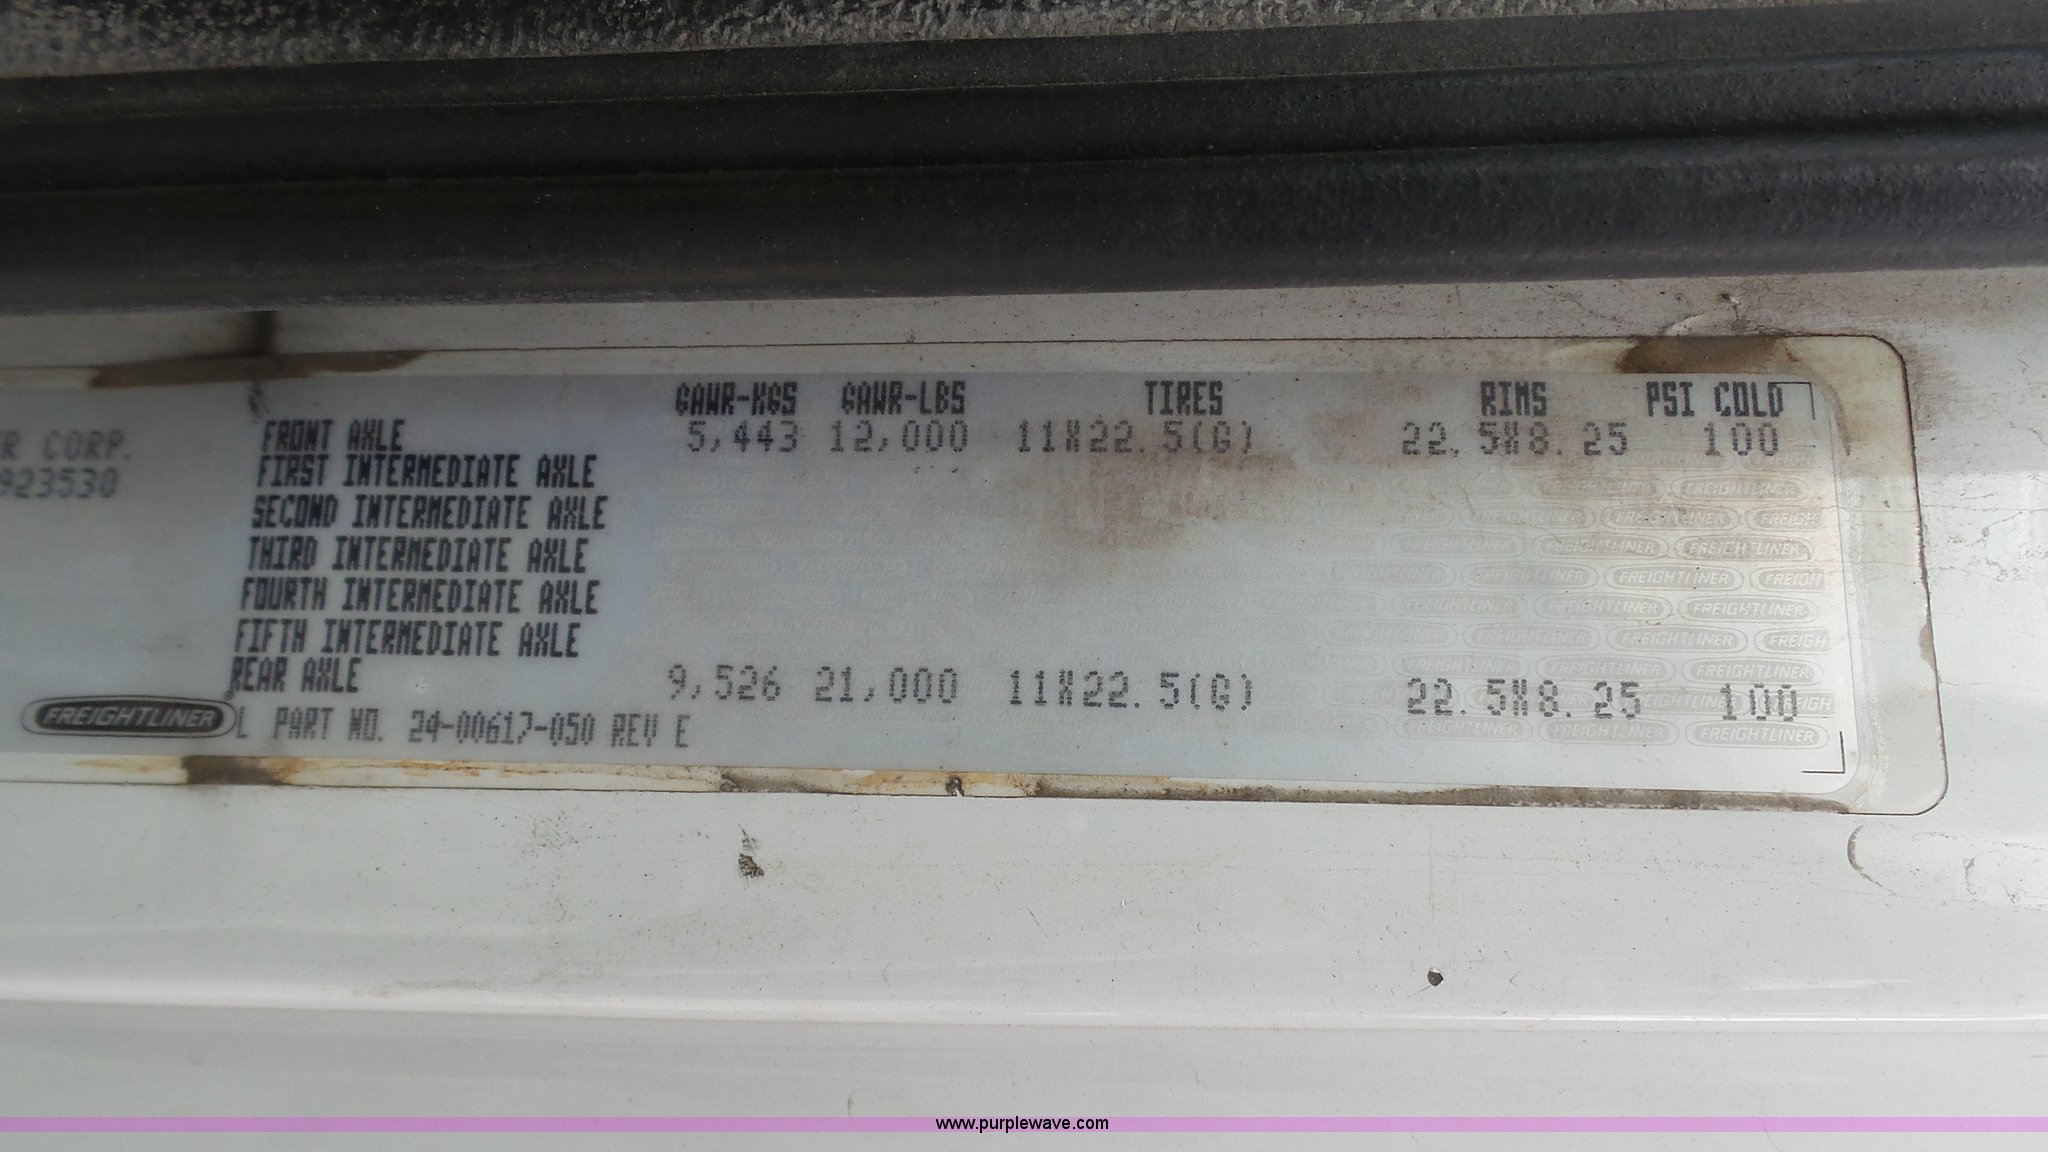 GAWR-KGS GAWR-LBS TIRES RIMS PSI COLD
FRONT AXLE 5,443 12,000 11X22.5(G) 22.5X8.25 100
R CORP.
FIRST INTERMEDIATE AXLE
923530
SECOND INTERMEDIATE AXLE
THIRD INTERMEDIATE AXLE
FOURTH INTERMEDIATE AXLE
FIFTH INTERMEDIATE AXLE
REAR AXLE 9,526 21,000 11X22.5(G) 22.5X8.25 100
FREIGHTLINER
L PART NO. 24-00617-050 REV E
www.purplewave.com